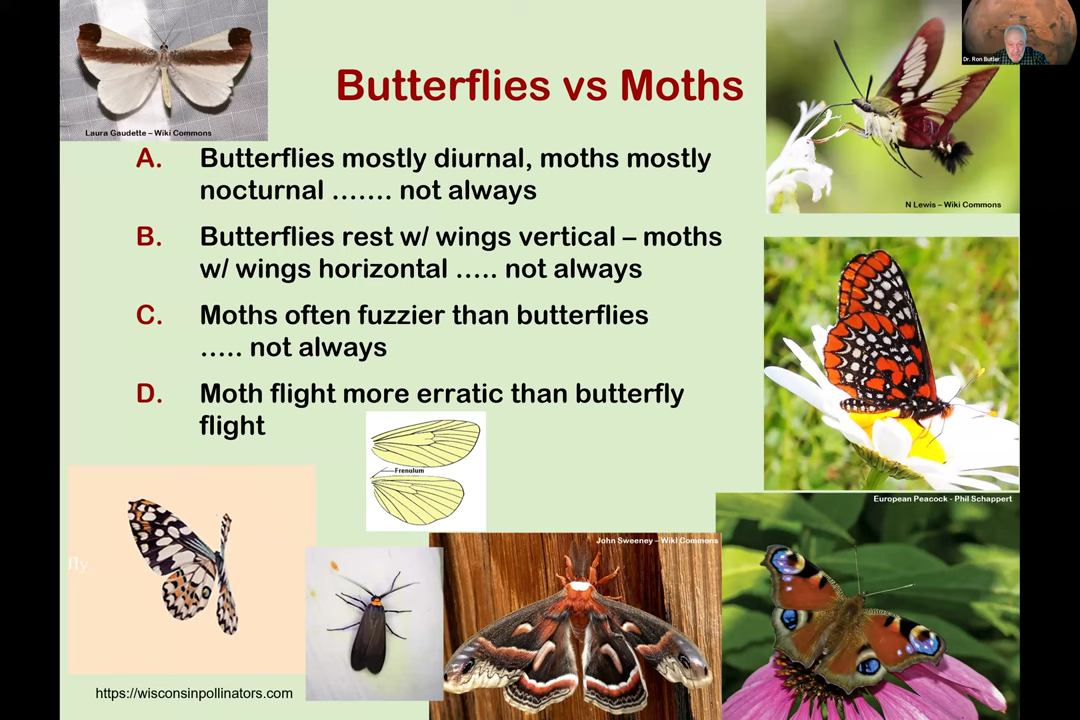 Laura Gaudette – Wiki Commons
Butterflies vs Moths
Dr. Ron Butler
N Lewis – Wiki Commons
A. Butterflies mostly diurnal, moths mostly
nocturnal ……. not always
B. Butterflies rest w/ wings vertical – moths
w/ wings horizontal ….. not always
C. Moths often fuzzier than butterflies
….. not always
D. Moth flight more erratic than butterfly
flight
Frenulum
European Peacock - Phil Schappert
John Sweeney – Wiki Commons
fly
https://wisconsinpollinators.com